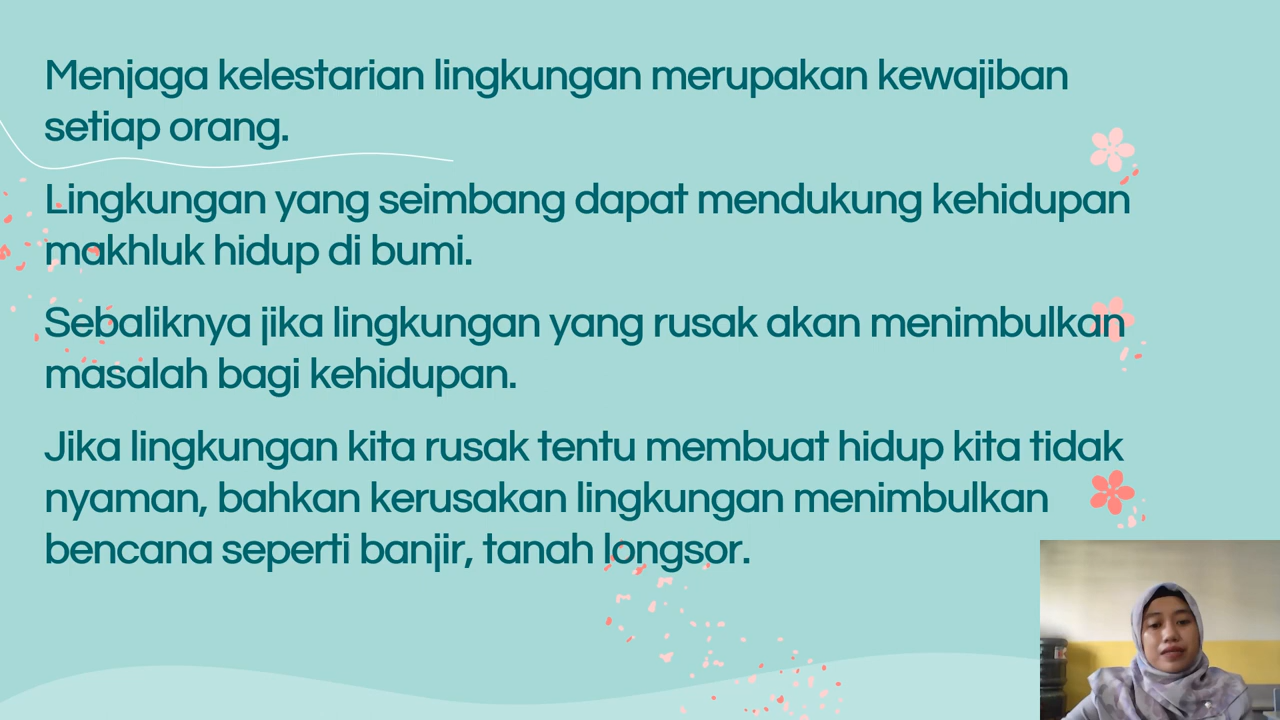 Menjaga kelestarian lingkungan merupakan kewajiban
setiap orang.
Lingkungan yang seimbang dapat mendukung kehidupan
makhluk hidup di bumi.
Sebaliknya jika lingkungan yang rusak akan menimbulkan
masalah bagi kehidupan.
Jika lingkungan kita rusak tentu membuat hidup kita tidak
nyaman, bahkan kerusakan lingkungan menimbulkan
bencana seperti banjir, tanah longsor.